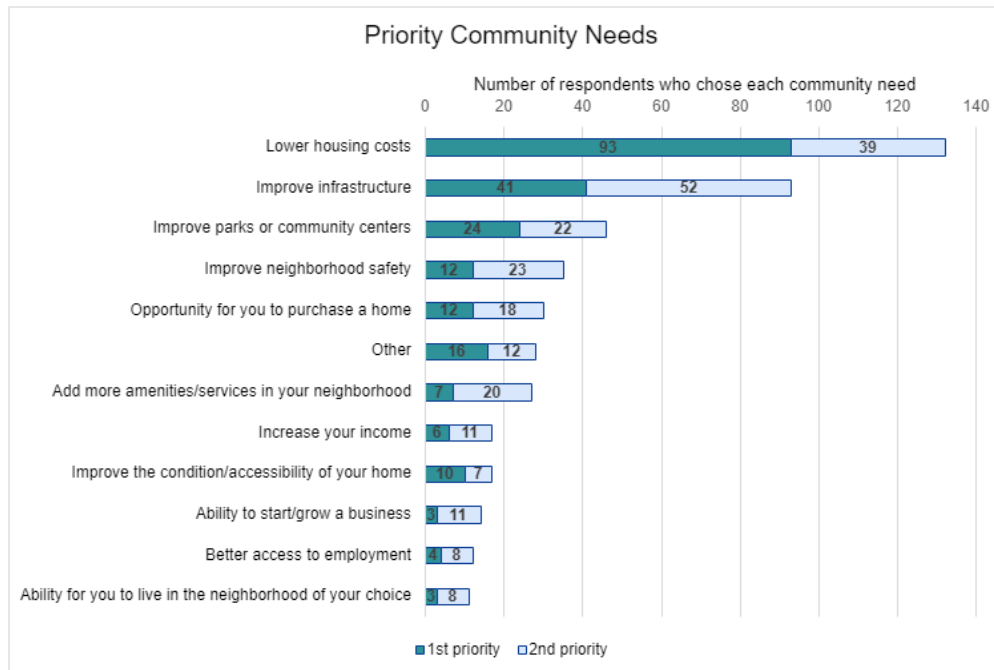 Priority Community Needs
Number of respondents who chose each community need
0 20 40 60 80 100 120 140
Lower housing costs 93 39
Improve infrastructure 41 52
Improve parks or community centers 24 22
Improve neighborhood safety 12 23
Opportunity for you to purchase a home 12 18
Other 16 12
Add more amenities/services in your neighborhood 7 20
Increase your income 6 11
Improve the condition/accessibility of your home 10 7
Ability to start/grow a business 3 11
Better access to employment 4 8
Ability for you to live in the neighborhood of your choice 3 8
1st priority 2nd priority